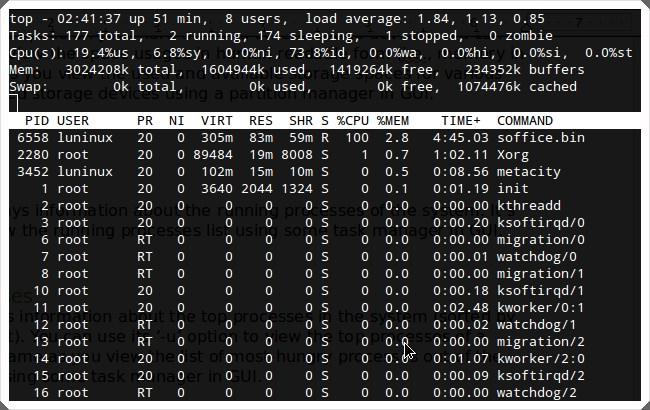 top - 02:41:37 up 51 min,  8 users,  load average: 1.84, 1.13, 0.85
Tasks: 177 total,   2 running, 174 sleeping,   stopped,   zombie
Cpu(s): 19.4%us,  6.8%sy,  0.0%ni, 73.8%id,  0.0%wa,  0.0%hi,  0.0%si,  0.0%st
Mem: total, used, 1419264k free, buffers
Swap:        0k total,        0k used,        0k free,  1074476k cached
PID USER      PR  NI  VIRT  RES  SHR S %CPU %MEM    TIME+  COMMAND
6558 luninux   20   0  305m  83m  59m R  100  2.8   4:45.03 soffice.bin
2280 root      20   0 89484  19m 8008 S    1  0.7   1:02.11 Xorg
3452 luninux   20   0  102m  15m  10m S    0  0.5   0:08.56 metacity
1 root      20   0  3640 2044 1324 S    0  0.1   0:01.19 init
2 root      20   0     0    0    0 S    0  0.0   0:00.00 kthreadd
3 root      20   0     0    0    0 S    0  0.0   0:00.20 ksoftirqd/0
6 root      RT   0     0    0    0 S    0  0.0   0:00.00 migration/0
7 root      RT   0     0    0    0 S    0  0.0   0:00.01 watchdog/0
8 root      RT   0     0    0    0 S    0  0.0   0:00.00 migration/1
10 root      20   0     0    0    0 S    0  0.0   0:00.18 ksoftirqd/1
11 root      20   0     0    0    0 S    0  0.0   0:02.48 kworker/0:1
12 root      RT   0     0    0    0 S    0  0.0   0:00.02 watchdog/1
13 root      RT   0     0    0    0 S    0  0.0   0:00.00 migration/2
14 root      20   0     0    0    0 S    0  0.0   0:01.07 kworker/2:0
15 root      20   0     0    0    0 S    0  0.0   0:00.09 ksoftirqd/2
16 root      RT   0     0    0    0 S    0  0.0   0:00.00 watchdog/2